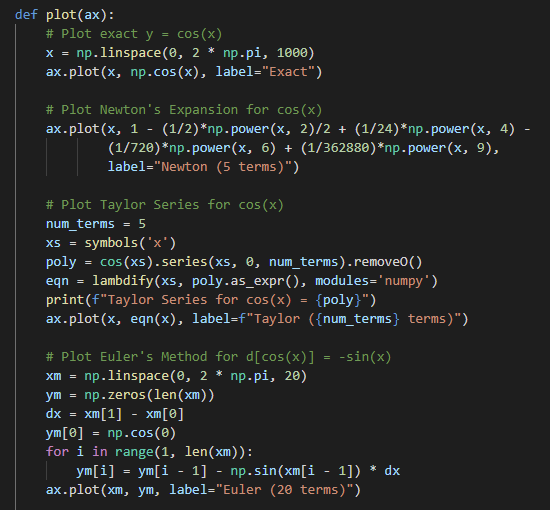 def plot(ax):
    # Plot exact y = cos(x)
    x = np.linspace(0, 2 * np.pi, 1000)
    ax.plot(x, np.cos(x), label="Exact")

    # Plot Newton's Expansion for cos(x)
    ax.plot(x, 1 - (1/2)*np.power(x, 2)/2 + (1/24)*np.power(x, 4) -
            (1/720)*np.power(x, 6) + (1/362880)*np.power(x, 9),
            label="Newton (5 terms)")

    # Plot Taylor Series for cos(x)
    num_terms = 5
    xs = symbols('x')
    poly = cos(xs).series(xs, 0, num_terms).removeO()
    eqn = lambdify(xs, poly.as_expr(), modules='numpy')
    print(f"Taylor Series for cos(x) = {poly}")
    ax.plot(x, eqn(x), label=f"Taylor ({num_terms} terms)")

    # Plot Euler's Method for d[cos(x)] = -sin(x)
    xm = np.linspace(0, 2 * np.pi, 20)
    ym = np.zeros(len(xm))
    dx = xm[1] - xm[0]
    ym[0] = np.cos(0)
    for i in range(1, len(xm)):
        ym[i] = ym[i - 1] - np.sin(xm[i - 1]) * dx
    ax.plot(xm, ym, label="Euler (20 terms)")